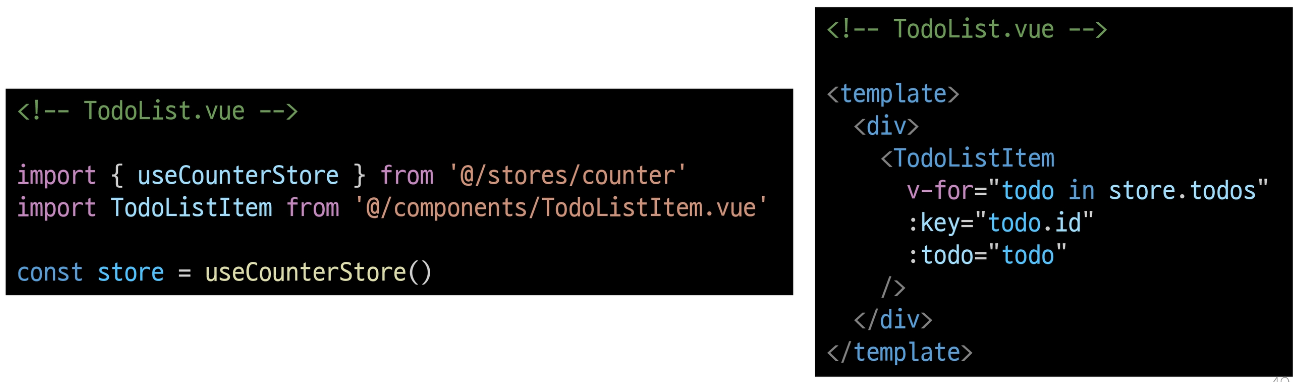 <!-- TodoList.vue -->
import { useCounterStore } from '@/stores/counter'
import TodoListItem from '@/components/TodoListItem.vue'
const store = useCounterStore()
<!-- TodoList.vue -->
<template>
  <div>
    <TodoListItem
      v-for="todo in store.todos"
      :key="todo.id"
      :todo="todo"
    />
  </div>
</template>